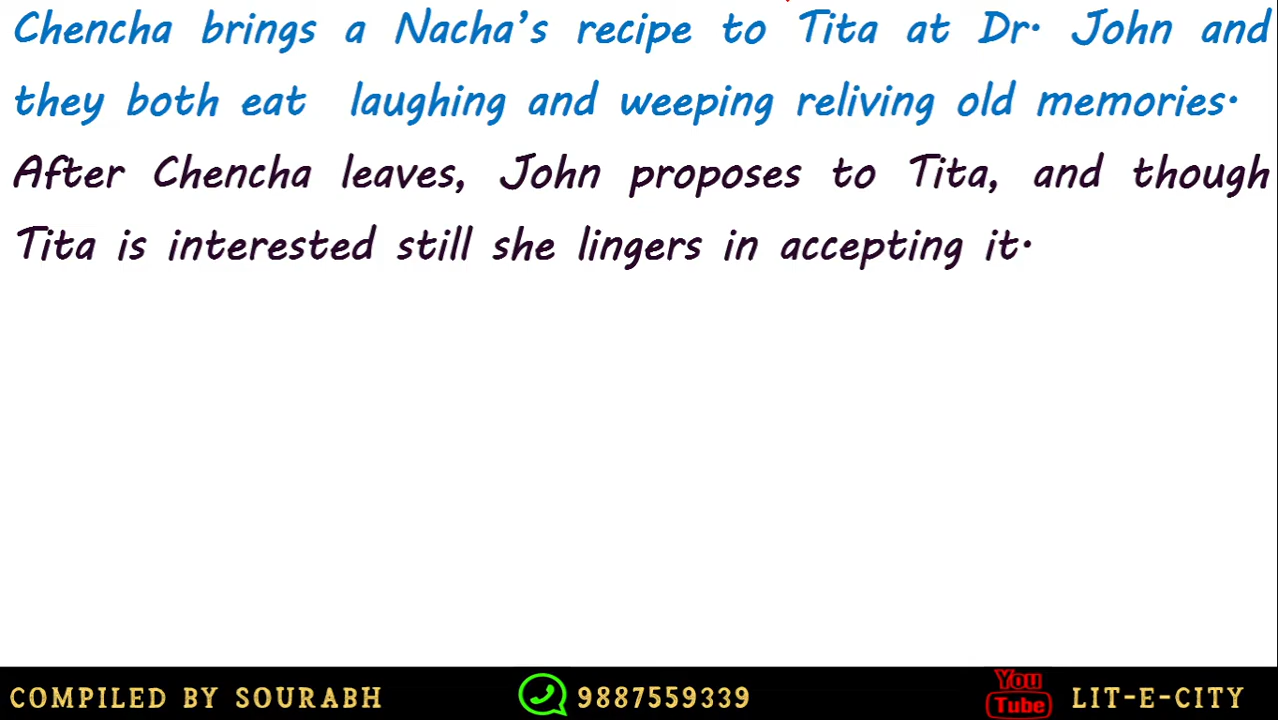 Chencha brings a Nacha's recipe to Tita at Dr. John and
they both eat laughing and weeping reliving old memories.
After Chencha leaves, John proposes to Tita, and though
Tita is interested still she lingers in accepting it.
COMPILED BY SOURABH 9887559339 You Tube LIT-E-CITY